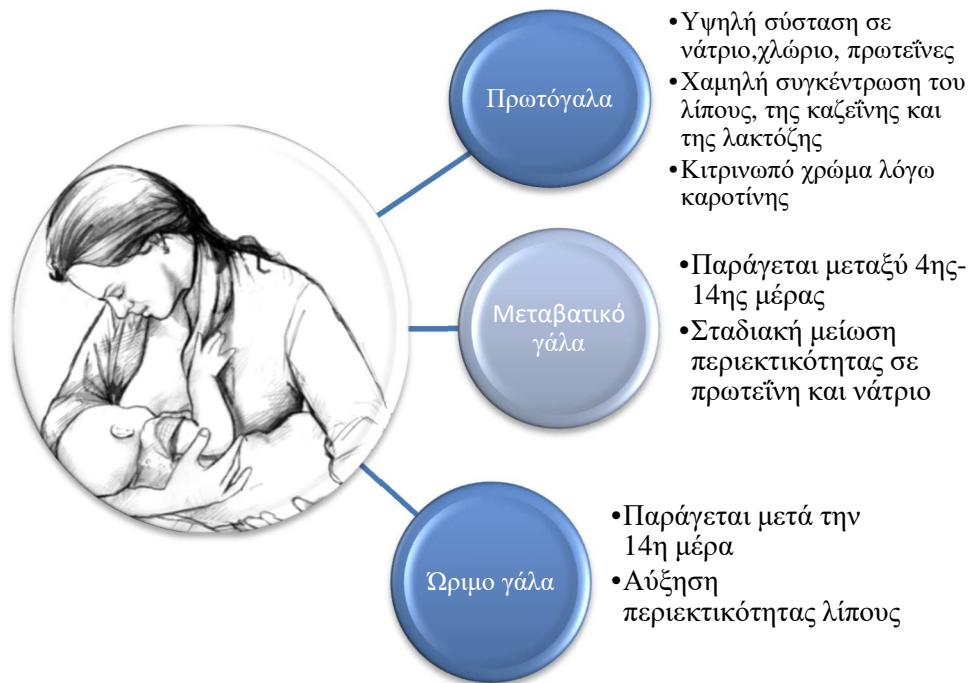 Πρωτόγαλα
•Υψηλή σύσταση σε
νάτριο,χλώριο, πρωτεΐνες
•Χαμηλή συγκέντρωση του
λίπους, της καζεΐνης και
της λακτόζης
•Κιτρινωπό χρώμα λόγω
καροτίνης
Μεταβατικό
γάλα
•Παράγεται μεταξύ 4ης-
14ης μέρας
•Σταδιακή μείωση
περιεκτικότητας σε
πρωτεΐνη και νάτριο
Ώριμο γάλα
•Παράγεται μετά την
14η μέρα
•Αύξηση
περιεκτικότητας λίπους